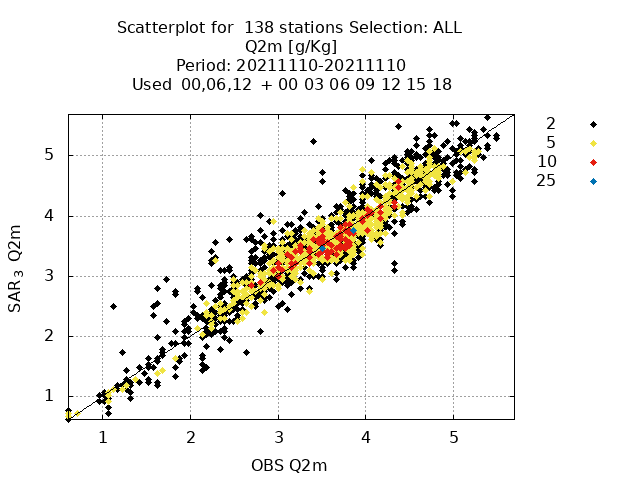 Scatterplot for  138 stations Selection: ALL
Q2m [g/Kg]
Period: 20211110-20211110
Used  00,06,12  + 00 03 06 09 12 15 18
2
5
10
25
5
4
3
2
1
SAR3  Q2m
1 2 3 4 5
OBS Q2m